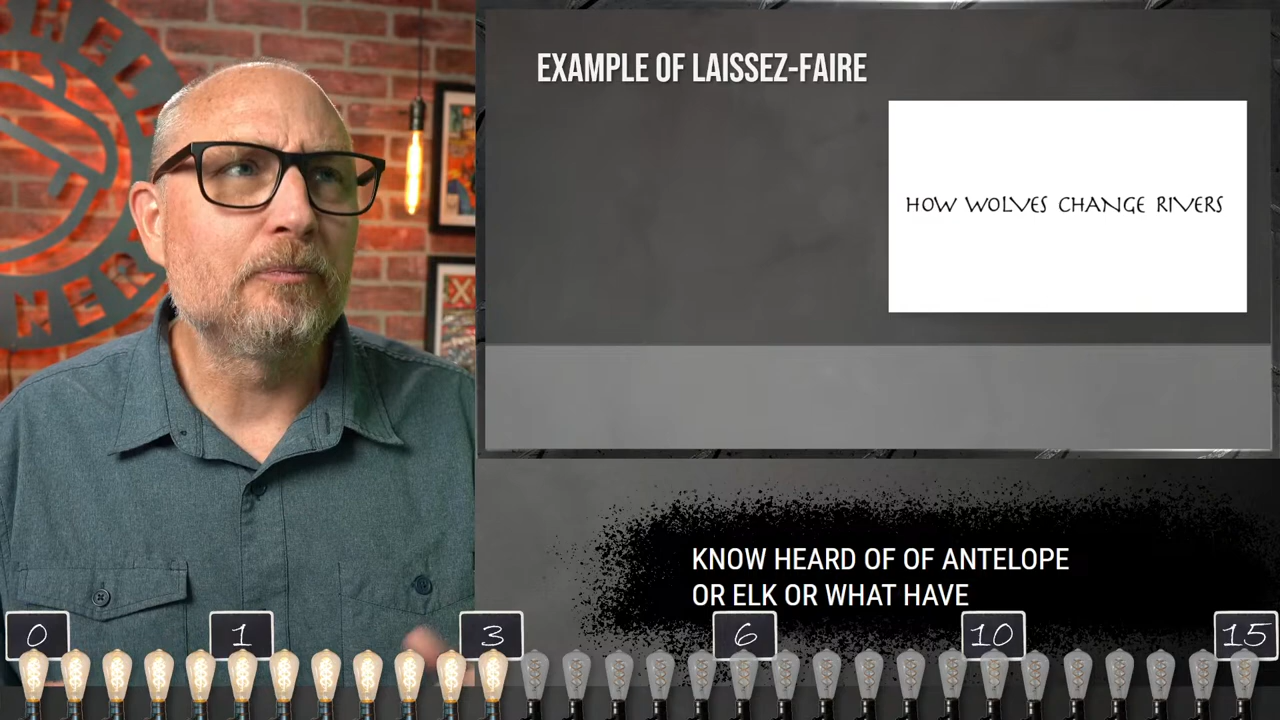 EXAMPLE OF LAISSEZ-FAIRE
HOW WOLVES CHANGE RIVERS
KNOW HEARD OF OF ANTELOPE
OR ELK OR WHAT HAVE
0
1
3
6
10
15